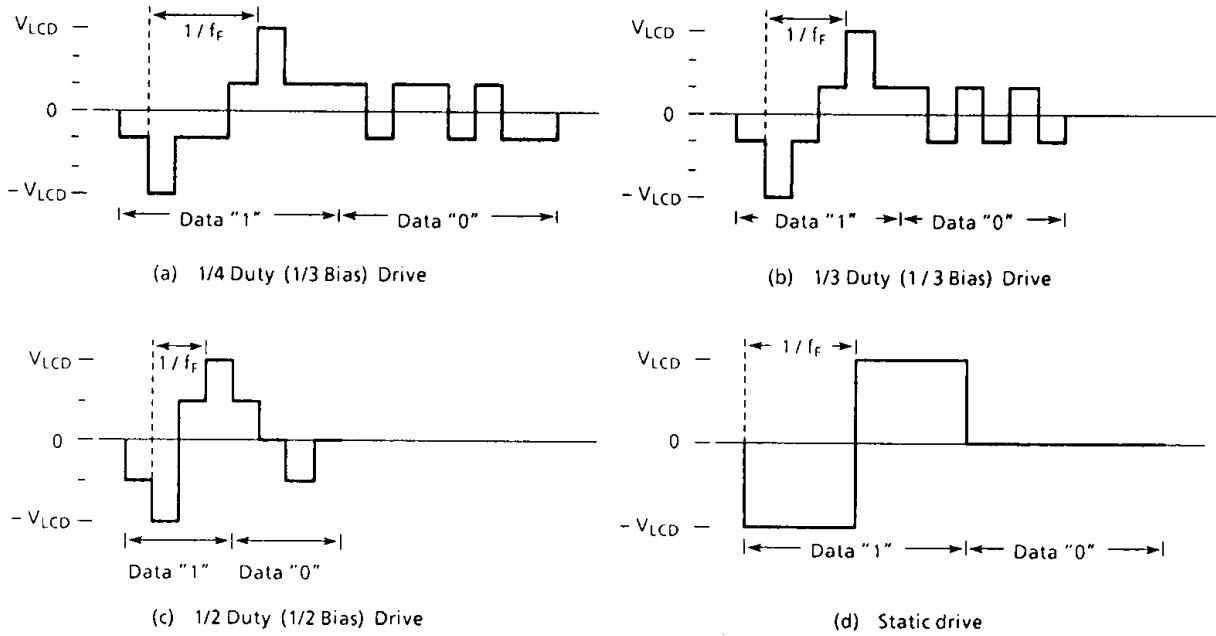 V_LCD
1/f_F
0
-V_LCD
Data "1"
Data "0"
(a) 1/4 Duty (1/3 Bias) Drive
V_LCD
1/f_F
0
-V_LCD
Data "1"
Data "0"
(b) 1/3 Duty (1/3 Bias) Drive
V_LCD
1/f_F
0
-V_LCD
Data "1"
Data "0"
(c) 1/2 Duty (1/2 Bias) Drive
V_LCD
1/f_F
0
-V_LCD
Data "1"
Data "0"
(d) Static drive